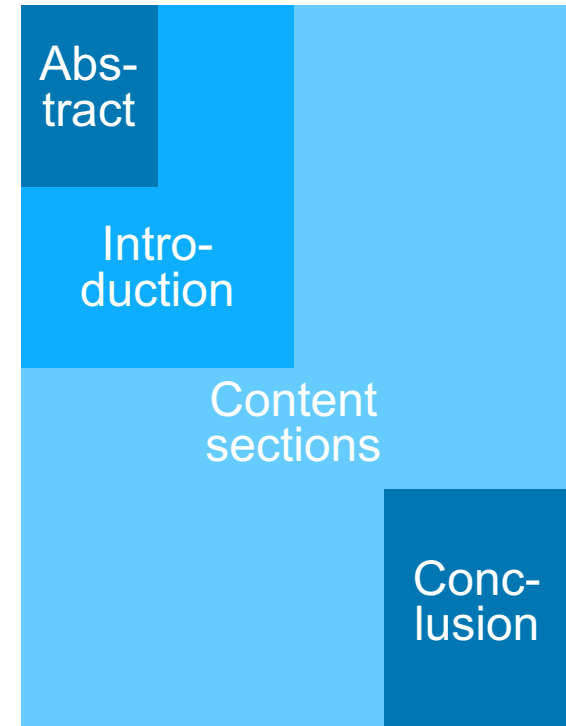 Abs-
tract
Intro-
duction
Content
sections
Conc-
lusion